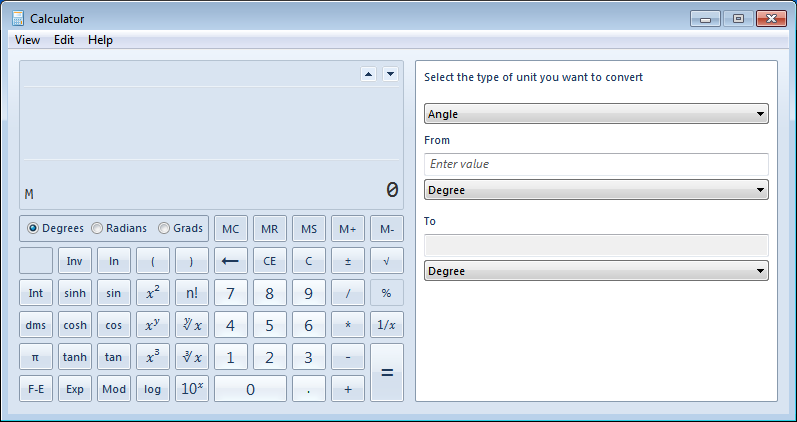 Calculator
View Edit Help
M 0
Degrees Radians Grads MC MR MS M+ M-
Inv ln ( ) ← CE C ± √
Int sinh sin x² n! 7 8 9 / %
dms cosh cos xʸ ʸ√x 4 5 6 * 1/x
π tanh tan x³ ³√x 1 2 3 - =
F-E Exp Mod log 10ˣ 0 . +
Select the type of unit you want to convert
Angle
From
Enter value
Degree
To
Degree